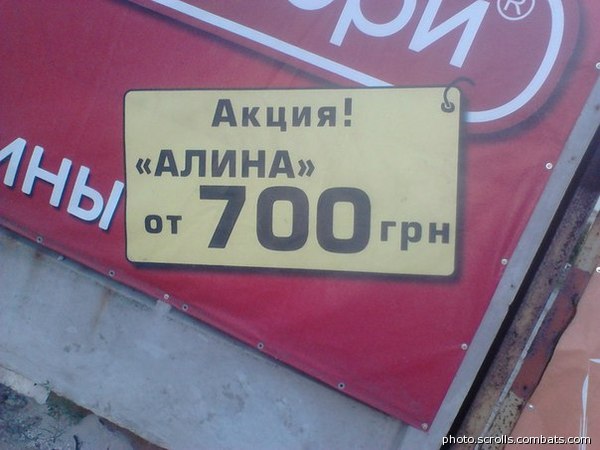 ри®
Акция!
«АЛИНА»
от 700 грн
ины
photo.scrolls.combats.com